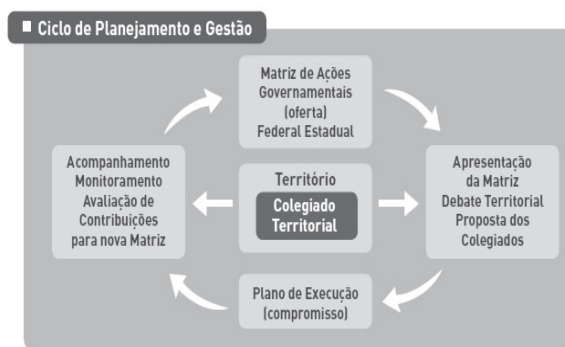 Ciclo de Planejamento e Gestão
Matriz de Ações
Governamentais
(oferta)
Federal Estadual
Acompanhamento
Monitoramento
Avaliação de
Contribuições
para nova Matriz
Território
Colegiado
Territorial
Apresentação
da Matriz
Debate Territorial
Proposta dos
Colegiados
Plano de Execução
(compromisso)